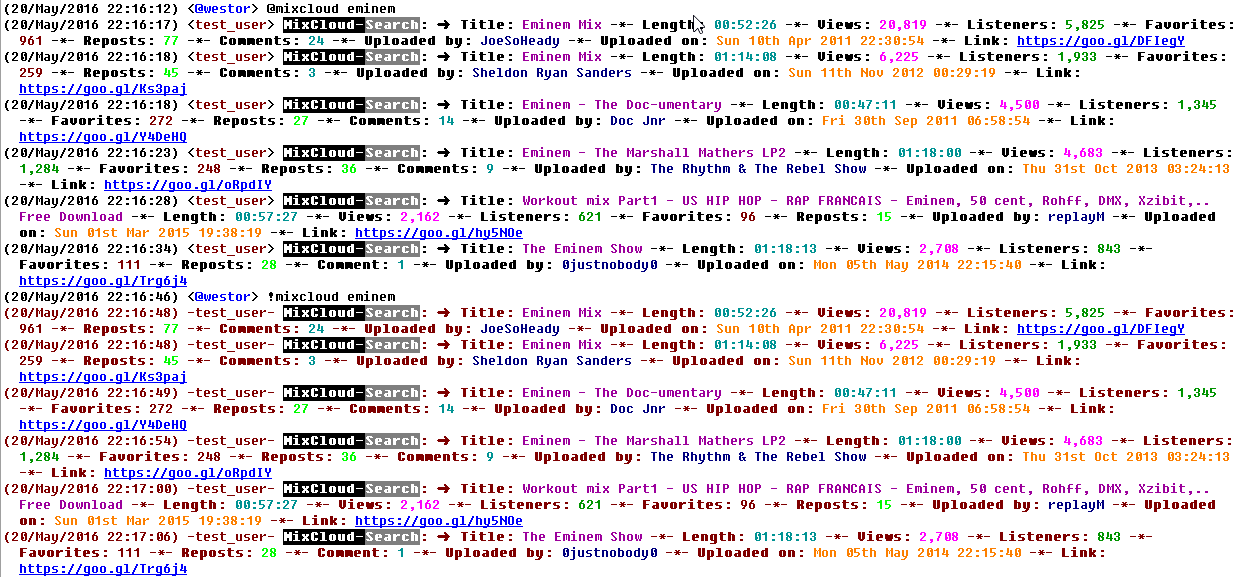 (20/May/2016 22:16:12) <@westor> @mixcloud eminem
(20/May/2016 22:16:17) <test_user> MixCloud-Search: → Title: Eminem Mix -*- Length: 00:52:26 -*- Views: 20,819 -*- Listeners: 5,825 -*- Favorites:
961 -*- Reposts: 77 -*- Comments: 24 -*- Uploaded by: JoeSoHeady -*- Uploaded on: Sun 10th Apr 2011 22:30:54 -*- Link: https://goo.gl/DFIegY
(20/May/2016 22:16:18) <test_user> MixCloud-Search: → Title: Eminem Mix -*- Length: 01:14:08 -*- Views: 6,225 -*- Listeners: 1,933 -*- Favorites:
259 -*- Reposts: 45 -*- Comments: 3 -*- Uploaded by: Sheldon Ryan Sanders -*- Uploaded on: Sun 11th Nov 2012 00:29:19 -*- Link:
https://goo.gl/Ks3paj
(20/May/2016 22:16:18) <test_user> MixCloud-Search: → Title: Eminem - The Doc-umentary -*- Length: 00:47:11 -*- Views: 4,500 -*- Listeners: 1,345
-*- Favorites: 272 -*- Reposts: 27 -*- Comments: 14 -*- Uploaded by: Doc Jnr -*- Uploaded on: Fri 30th Sep 2011 06:58:54 -*- Link:
https://goo.gl/Y4DeHQ
(20/May/2016 22:16:23) <test_user> MixCloud-Search: → Title: Eminem - The Marshall Mathers LP2 -*- Length: 01:18:00 -*- Views: 4,683 -*- Listeners:
1,284 -*- Favorites: 248 -*- Reposts: 36 -*- Comments: 9 -*- Uploaded by: The Rhythm & The Rebel Show -*- Uploaded on: Thu 31st Oct 2013 03:24:13
-*- Link: https://goo.gl/oRpdIY
(20/May/2016 22:16:28) <test_user> MixCloud-Search: → Title: Workout mix Part1 - US HIP HOP - RAP FRANCAIS - Eminem, 50 cent, Rohff, DMX, Xzibit,..
Free Download -*- Length: 00:57:27 -*- Views: 2,162 -*- Listeners: 621 -*- Favorites: 96 -*- Reposts: 15 -*- Uploaded by: replayM -*- Uploaded
on: Sun 01st Mar 2015 19:38:19 -*- Link: https://goo.gl/hy5NOe
(20/May/2016 22:16:34) <test_user> MixCloud-Search: → Title: The Eminem Show -*- Length: 01:18:13 -*- Views: 2,708 -*- Listeners: 843 -*-
Favorites: 111 -*- Reposts: 28 -*- Comment: 1 -*- Uploaded by: 0justnobody0 -*- Uploaded on: Mon 05th May 2014 22:15:40 -*- Link:
https://goo.gl/Trg6j4
(20/May/2016 22:16:46) <@westor> !mixcloud eminem
(20/May/2016 22:16:48) -test_user- MixCloud-Search: → Title: Eminem Mix -*- Length: 00:52:26 -*- Views: 20,819 -*- Listeners: 5,825 -*- Favorites:
961 -*- Reposts: 77 -*- Comments: 24 -*- Uploaded by: JoeSoHeady -*- Uploaded on: Sun 10th Apr 2011 22:30:54 -*- Link: https://goo.gl/DFIegY
(20/May/2016 22:16:48) -test_user- MixCloud-Search: → Title: Eminem Mix -*- Length: 01:14:08 -*- Views: 6,225 -*- Listeners: 1,933 -*- Favorites:
259 -*- Reposts: 45 -*- Comments: 3 -*- Uploaded by: Sheldon Ryan Sanders -*- Uploaded on: Sun 11th Nov 2012 00:29:19 -*- Link:
https://goo.gl/Ks3paj
(20/May/2016 22:16:49) -test_user- MixCloud-Search: → Title: Eminem - The Doc-umentary -*- Length: 00:47:11 -*- Views: 4,500 -*- Listeners: 1,345
-*- Favorites: 272 -*- Reposts: 27 -*- Comments: 14 -*- Uploaded by: Doc Jnr -*- Uploaded on: Fri 30th Sep 2011 06:58:54 -*- Link:
https://goo.gl/Y4DeHQ
(20/May/2016 22:16:54) -test_user- MixCloud-Search: → Title: Eminem - The Marshall Mathers LP2 -*- Length: 01:18:00 -*- Views: 4,683 -*- Listeners:
1,284 -*- Favorites: 248 -*- Reposts: 36 -*- Comments: 9 -*- Uploaded by: The Rhythm & The Rebel Show -*- Uploaded on: Thu 31st Oct 2013 03:24:13
-*- Link: https://goo.gl/oRpdIY
(20/May/2016 22:17:00) -test_user- MixCloud-Search: → Title: Workout mix Part1 - US HIP HOP - RAP FRANCAIS - Eminem, 50 cent, Rohff, DMX, Xzibit,..
Free Download -*- Length: 00:57:27 -*- Views: 2,162 -*- Listeners: 621 -*- Favorites: 96 -*- Reposts: 15 -*- Uploaded by: replayM -*- Uploaded
on: Sun 01st Mar 2015 19:38:19 -*- Link: https://goo.gl/hy5NOe
(20/May/2016 22:17:06) -test_user- MixCloud-Search: → Title: The Eminem Show -*- Length: 01:18:13 -*- Views: 2,708 -*- Listeners: 843 -*-
Favorites: 111 -*- Reposts: 28 -*- Comment: 1 -*- Uploaded by: 0justnobody0 -*- Uploaded on: Mon 05th May 2014 22:15:40 -*- Link:
https://goo.gl/Trg6j4